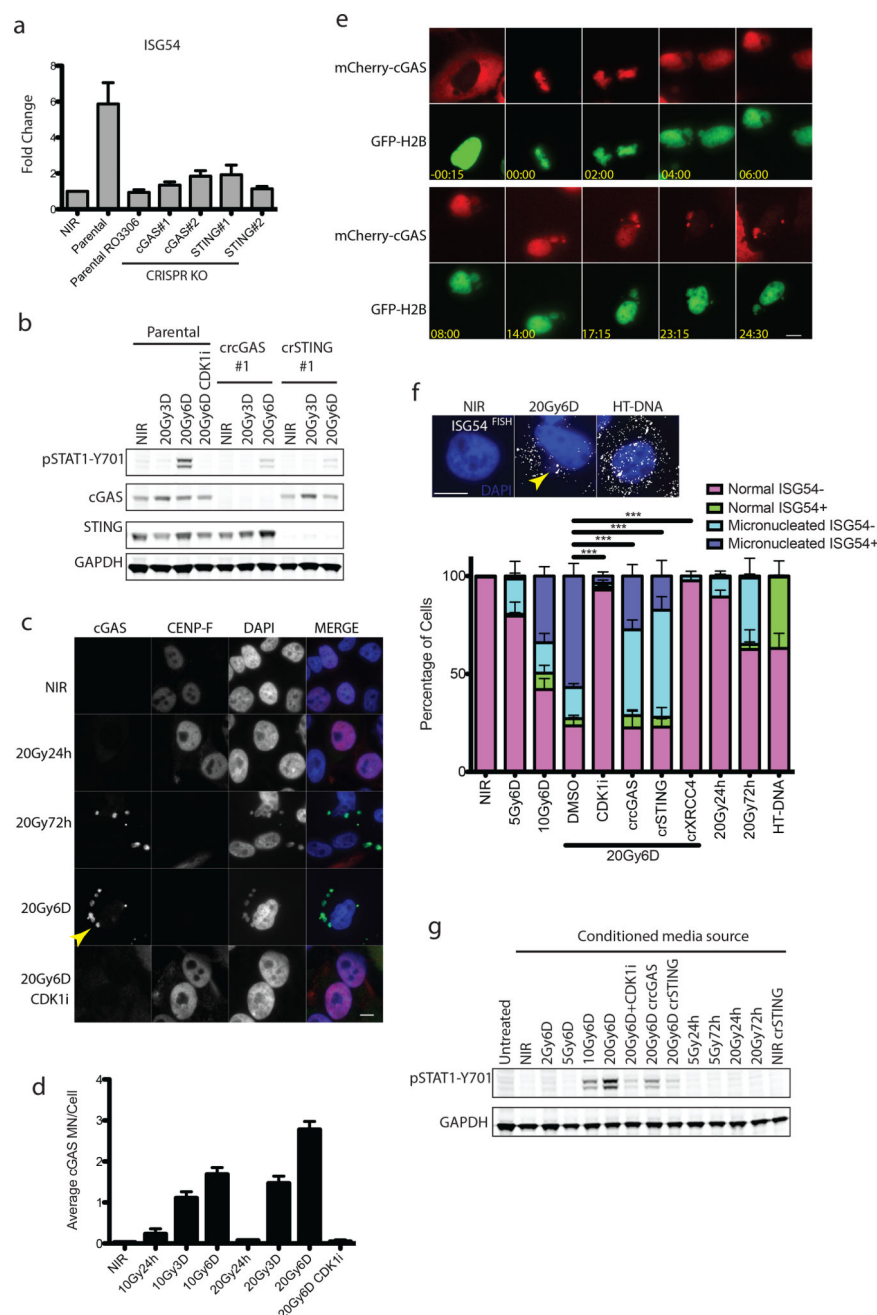 a
ISG54
Fold Change
8
6
4
2
0
NIR
Parental
Parental RO3306
cGAS#1
cGAS#2
STING#1
STING#2
CRISPR KO
b
Parental
crcGAS #1
crSTING #1
NIR
20Gy3D
20Gy6D
20Gy6D CDK1i
NIR
20Gy3D
20Gy6D
NIR
20Gy3D
20Gy6D
pSTAT1-Y701
cGAS
STING
GAPDH
c
cGAS CENP-F DAPI MERGE
NIR
20Gy24h
20Gy72h
20Gy6D
20Gy6D
CDK1i
d
Average cGAS MN/Cell
4
3
2
1
0
NIR
10Gy24h
10Gy3D
10Gy6D
20Gy24h
20Gy3D
20Gy6D
20Gy6D CDK1i
e
mCherry-cGAS
GFP-H2B
-00:15 00:00 02:00 04:00 06:00
mCherry-cGAS
GFP-H2B
08:00 14:00 17:15 23:15 24:30
f
NIR 20Gy6D HT-DNA
ISG54 FISH
DAPI
Normal ISG54-
Normal ISG54+
Micronucleated ISG54-
Micronucleated ISG54+
***
***
***
***
Percentage of Cells
100
50
0
NIR
5Gy6D
10Gy6D
DMSO
CDK1i
crcGAS
crSTING
crXRCC4
20Gy24h
20Gy72h
HT-DNA
20Gy6D
g
Conditioned media source
Untreated
NIR
2Gy6D
5Gy6D
10Gy6D
20Gy6D
20Gy6D+CDK1i
20Gy6D crcGAS
20Gy6D crSTING
5Gy24h
5Gy72h
20Gy24h
20Gy72h
NIR crSTING
pSTAT1-Y701
GAPDH